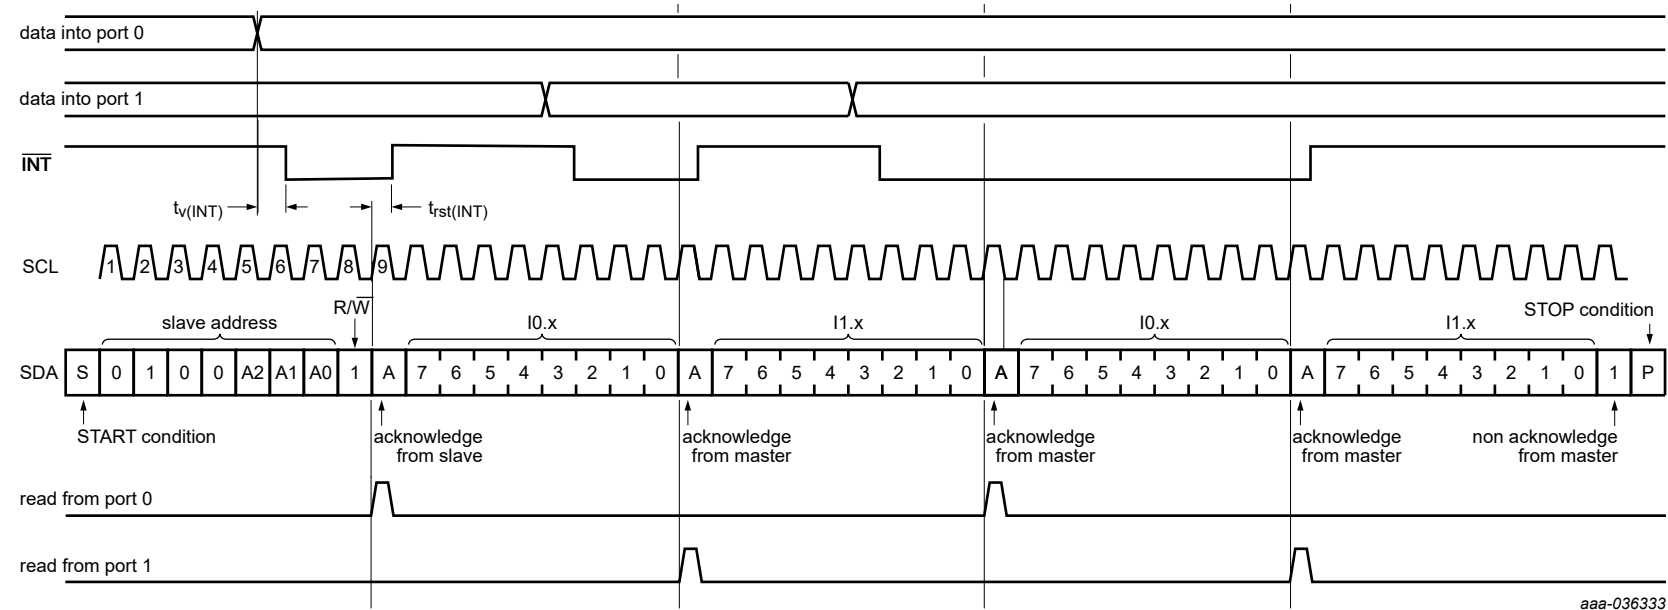 data into port 0
data into port 1
INT
tv(INT) trst(INT)
SCL 1 2 3 4 5 6 7 8 9
R/W
STOP condition
slave address I0.x I1.x I0.x I1.x
SDA S 0 1 0 0 A2 A1 A0 1 A 7 6 5 4 3 2 1 0 A 7 6 5 4 3 2 1 0 A 7 6 5 4 3 2 1 0 A 7 6 5 4 3 2 1 0 1 P
START condition acknowledge acknowledge acknowledge acknowledge non acknowledge
from slave from master from master from master from master
read from port 0
read from port 1
aaa-036333